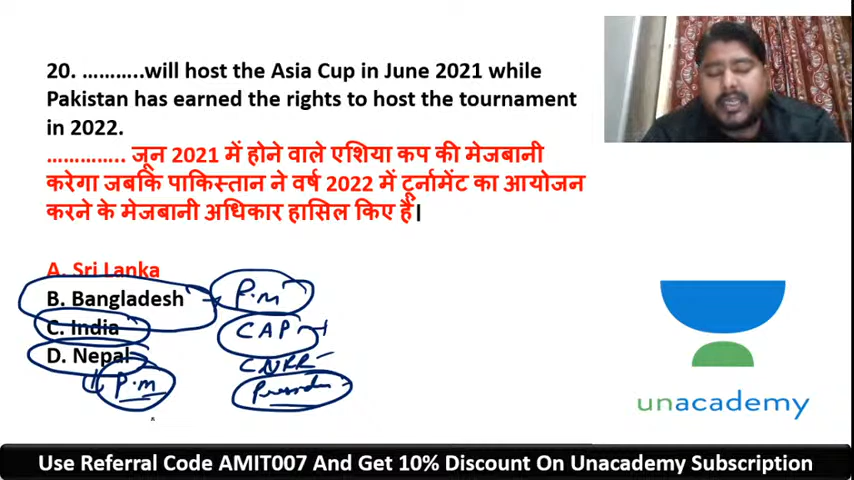 20. ………..will host the Asia Cup in June 2021 while
Pakistan has earned the rights to host the tournament
in 2022.
………….. जून 2021 में होने वाले एशिया कप की मेजबानी
करेगा जबकि पाकिस्तान ने वर्ष 2022 में टूर्नामेंट का आयोजन
करने के मेजबानी अधिकार हासिल किए हैं|
A. Sri Lanka
B. Bangladesh
P.M
C. India
CAP
D. Nepal
P.M
unacademy
Use Referral Code AMIT007 And Get 10% Discount On Unacademy Subscription